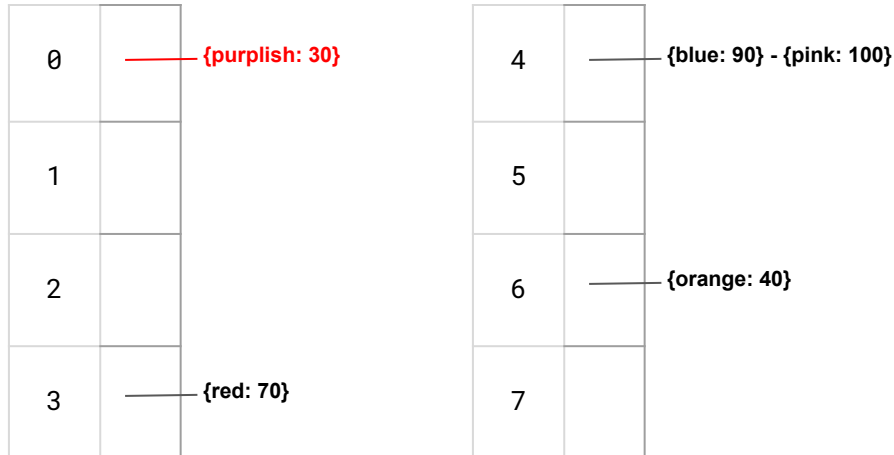 0 {purplish: 30}
1
2
3 {red: 70}
4 {blue: 90} - {pink: 100}
5
6 {orange: 40}
7